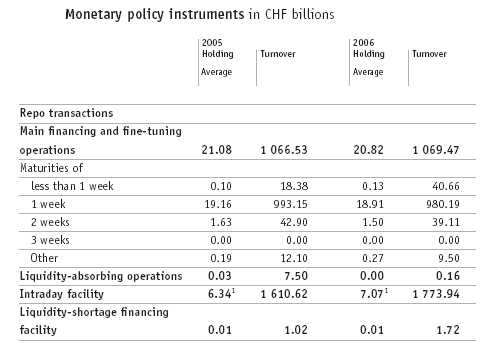 Monetary policy instruments in CHF billions
2005 2006
Holding Turnover Holding Turnover
Average Average
Repo transactions
Main financing and fine-tuning
operations 21.08 1 066.53 20.82 1 069.47
Maturities of
less than 1 week 0.10 18.38 0.13 40.66
1 week 19.16 993.15 18.91 980.19
2 weeks 1.63 42.90 1.50 39.11
3 weeks 0.00 0.00 0.00 0.00
Other 0.19 12.10 0.27 9.50
Liquidity-absorbing operations 0.03 7.50 0.00 0.16
Intraday facility 6.34¹ 1 610.62 7.07¹ 1 773.94
Liquidity-shortage financing
facility 0.01 1.02 0.01 1.72